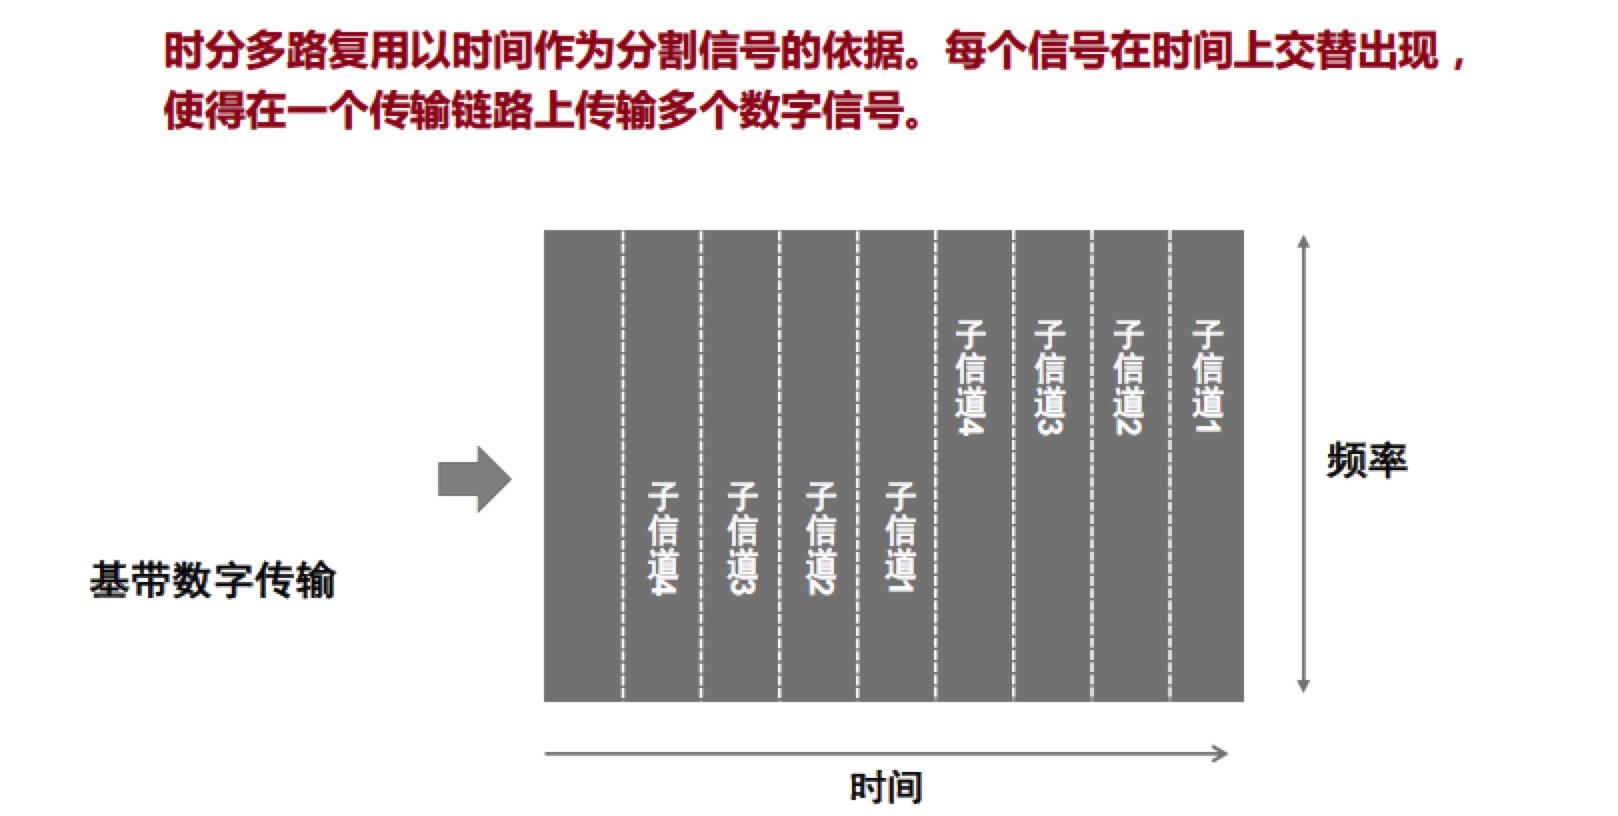 时分多路复用以时间作为分割信号的依据。每个信号在时间上交替出现，
使得在一个传输链路上传输多个数字信号。
子信道4
子信道3
子信道2
子信道1
子信道4
子信道3
子信道2
子信道1
频率
基带数字传输
时间